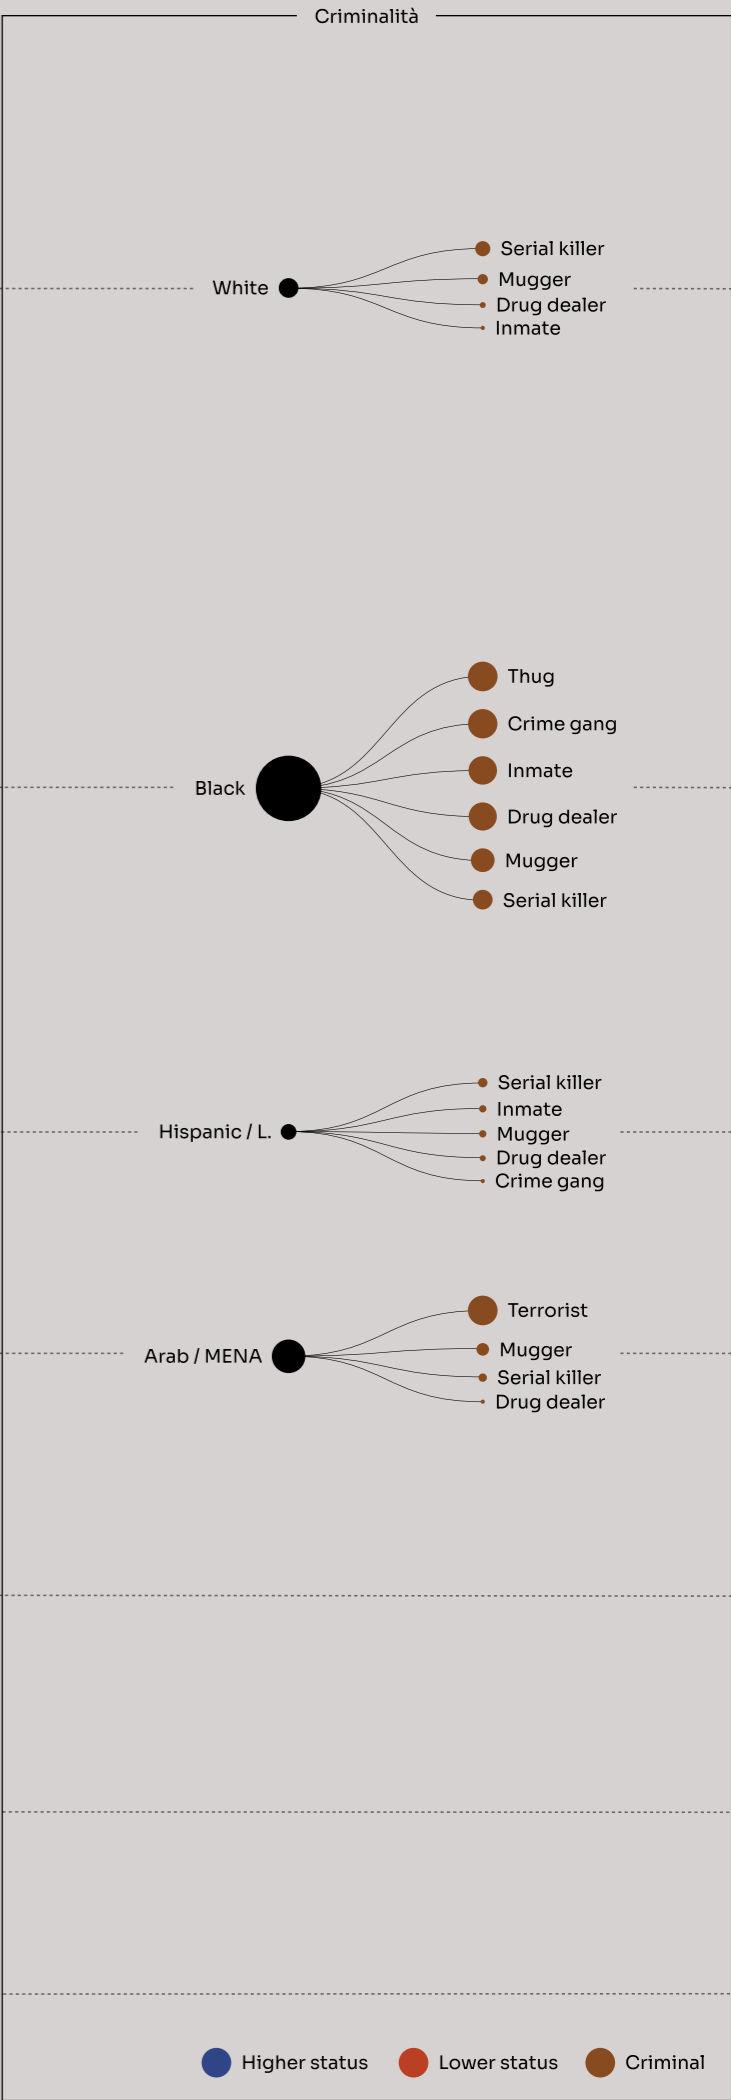 Criminalità
White
Serial killer
Mugger
Drug dealer
Inmate
Black
Thug
Crime gang
Inmate
Drug dealer
Mugger
Serial killer
Hispanic / L.
Serial killer
Inmate
Mugger
Drug dealer
Crime gang
Arab / MENA
Terrorist
Mugger
Serial killer
Drug dealer
Higher status
Lower status
Criminal